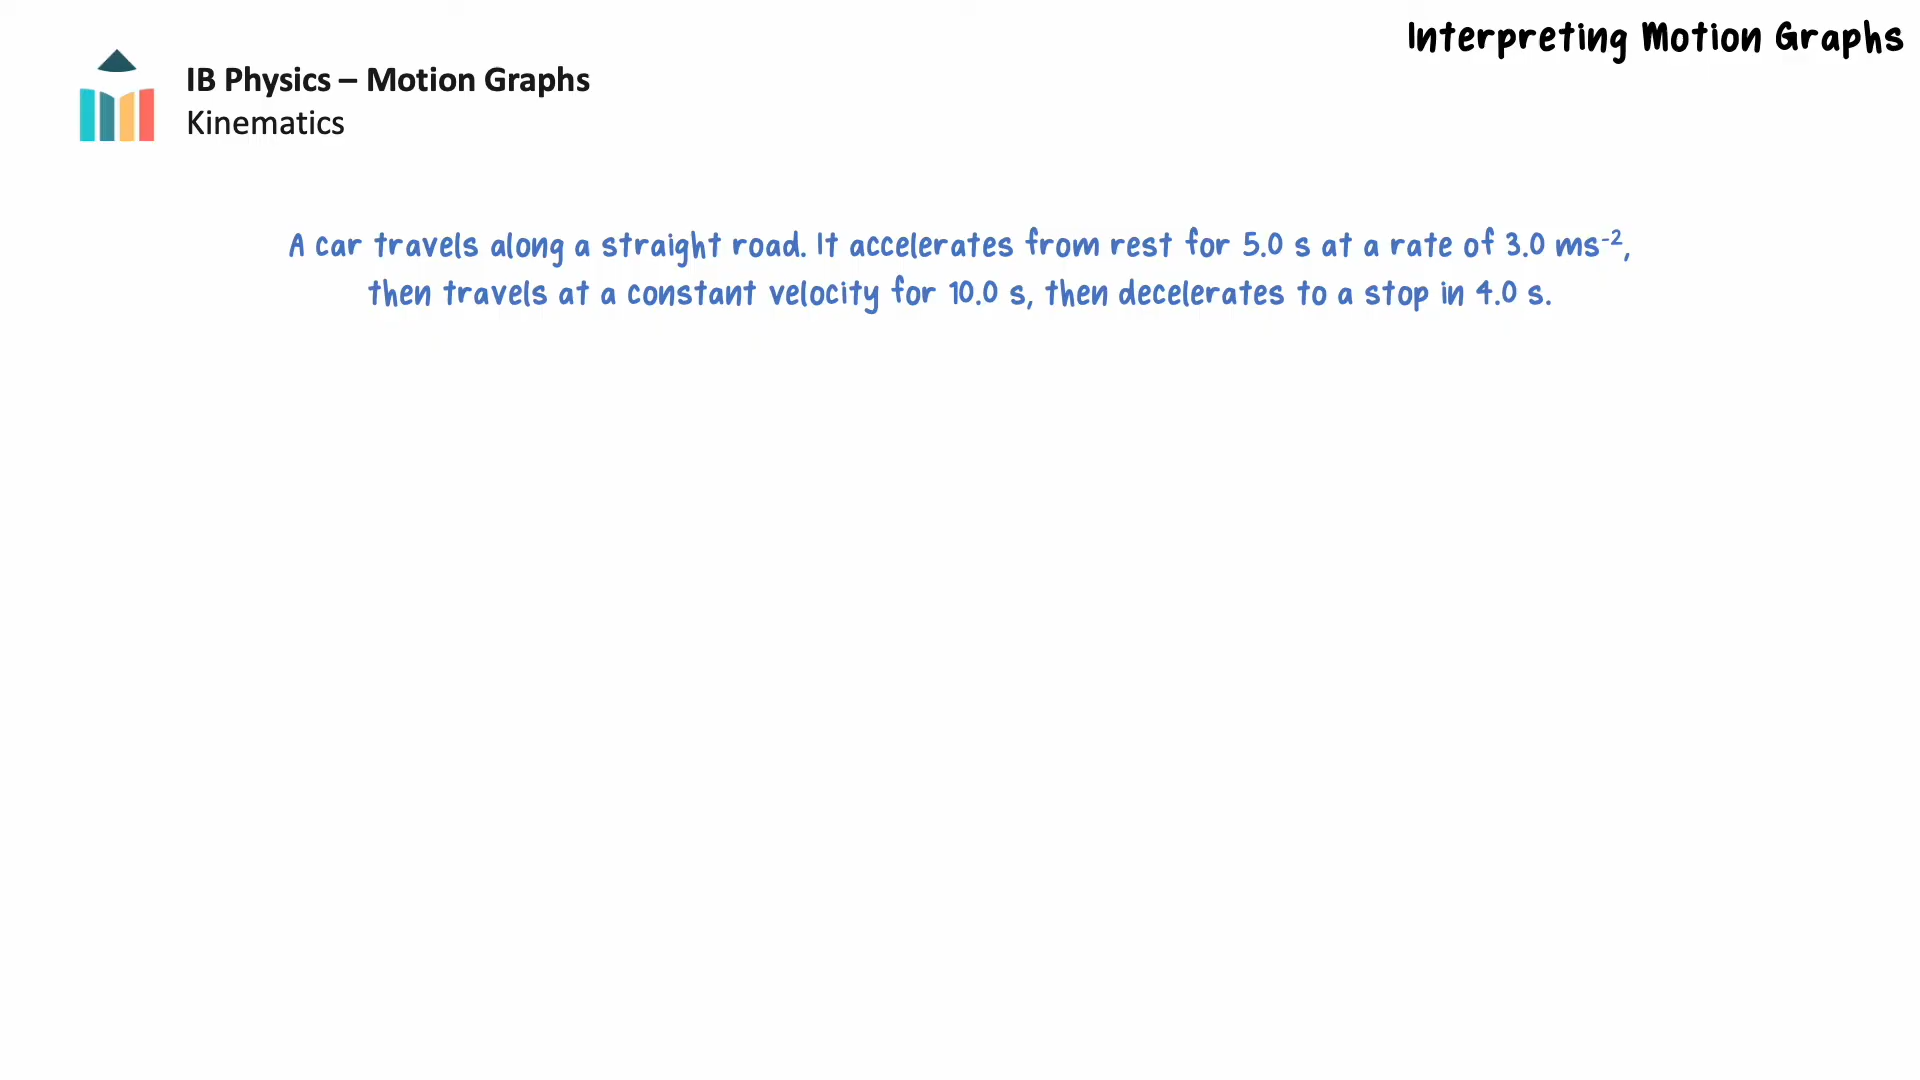 Interpreting Motion Graphs
IB Physics – Motion Graphs
Kinematics
A car travels along a straight road. It accelerates from rest for 5.0 s at a rate of 3.0 ms⁻²,
then travels at a constant velocity for 10.0 s, then decelerates to a stop in 4.0 s.